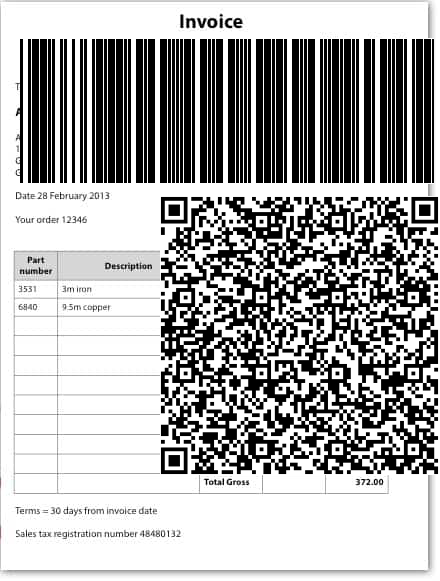 Invoice
Date 28 February 2013
Your order 12346
Part number Description
3531 3m iron
6840 9.5m copper
Total Gross 372.00
Terms = 30 days from invoice date
Sales tax registration number 48480132